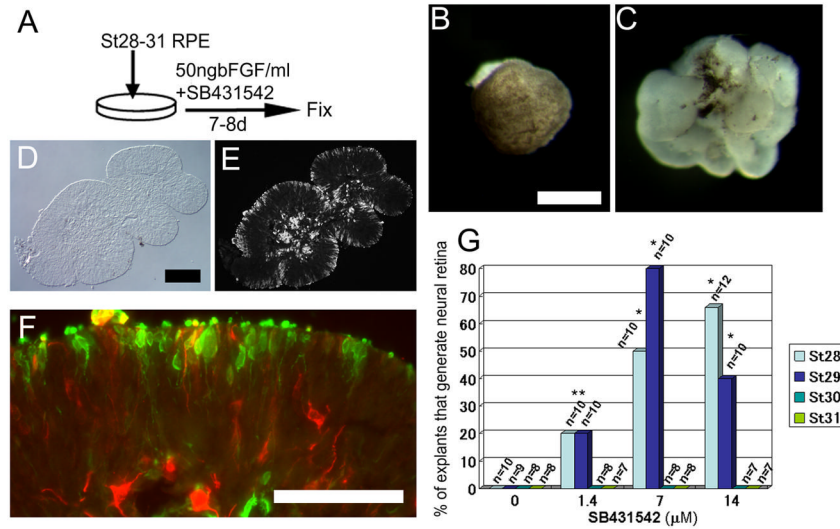 A
St28-31 RPE
50ngbFGF/ml
+SB431542
7-8d
Fix
B
C
D
E
F
G
% of explants that generate neural retina
80
70
60
50
40
30
20
10
0
n=10
n=9
n=8
n=8
**
n=10
n=10
n=8
n=7
*
n=10
*
n=10
n=8
n=8
*
n=12
*
n=10
n=7
n=7
0
1.4
7
14
SB431542 (μM)
St28
St29
St30
St31